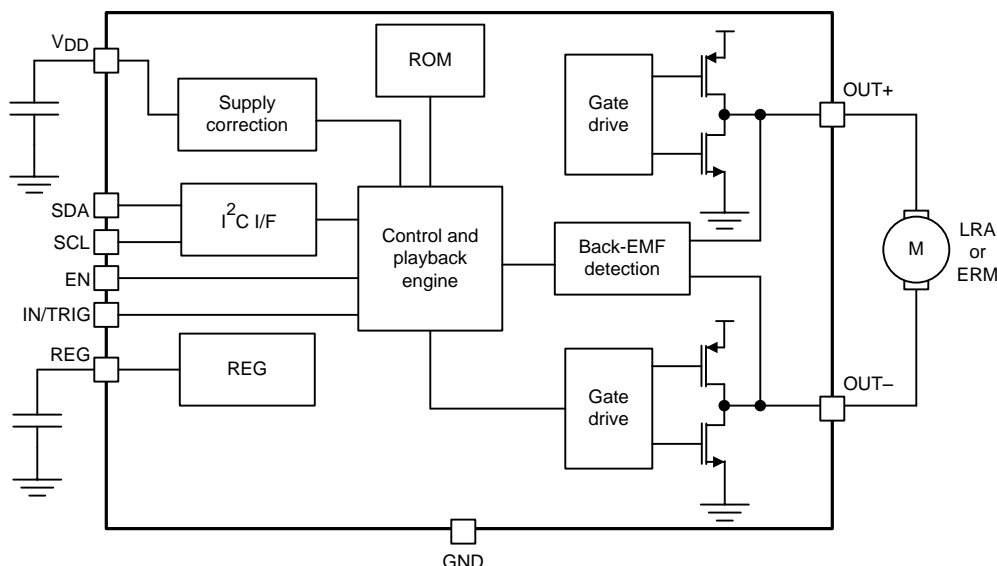 VDD
ROM
Supply
correction
Gate
drive
OUT+
SDA
SCL
I2C I/F
Control and
playback
engine
Back-EMF
detection
M
LRA
or
ERM
EN
IN/TRIG
REG
REG
Gate
drive
OUT–
GND